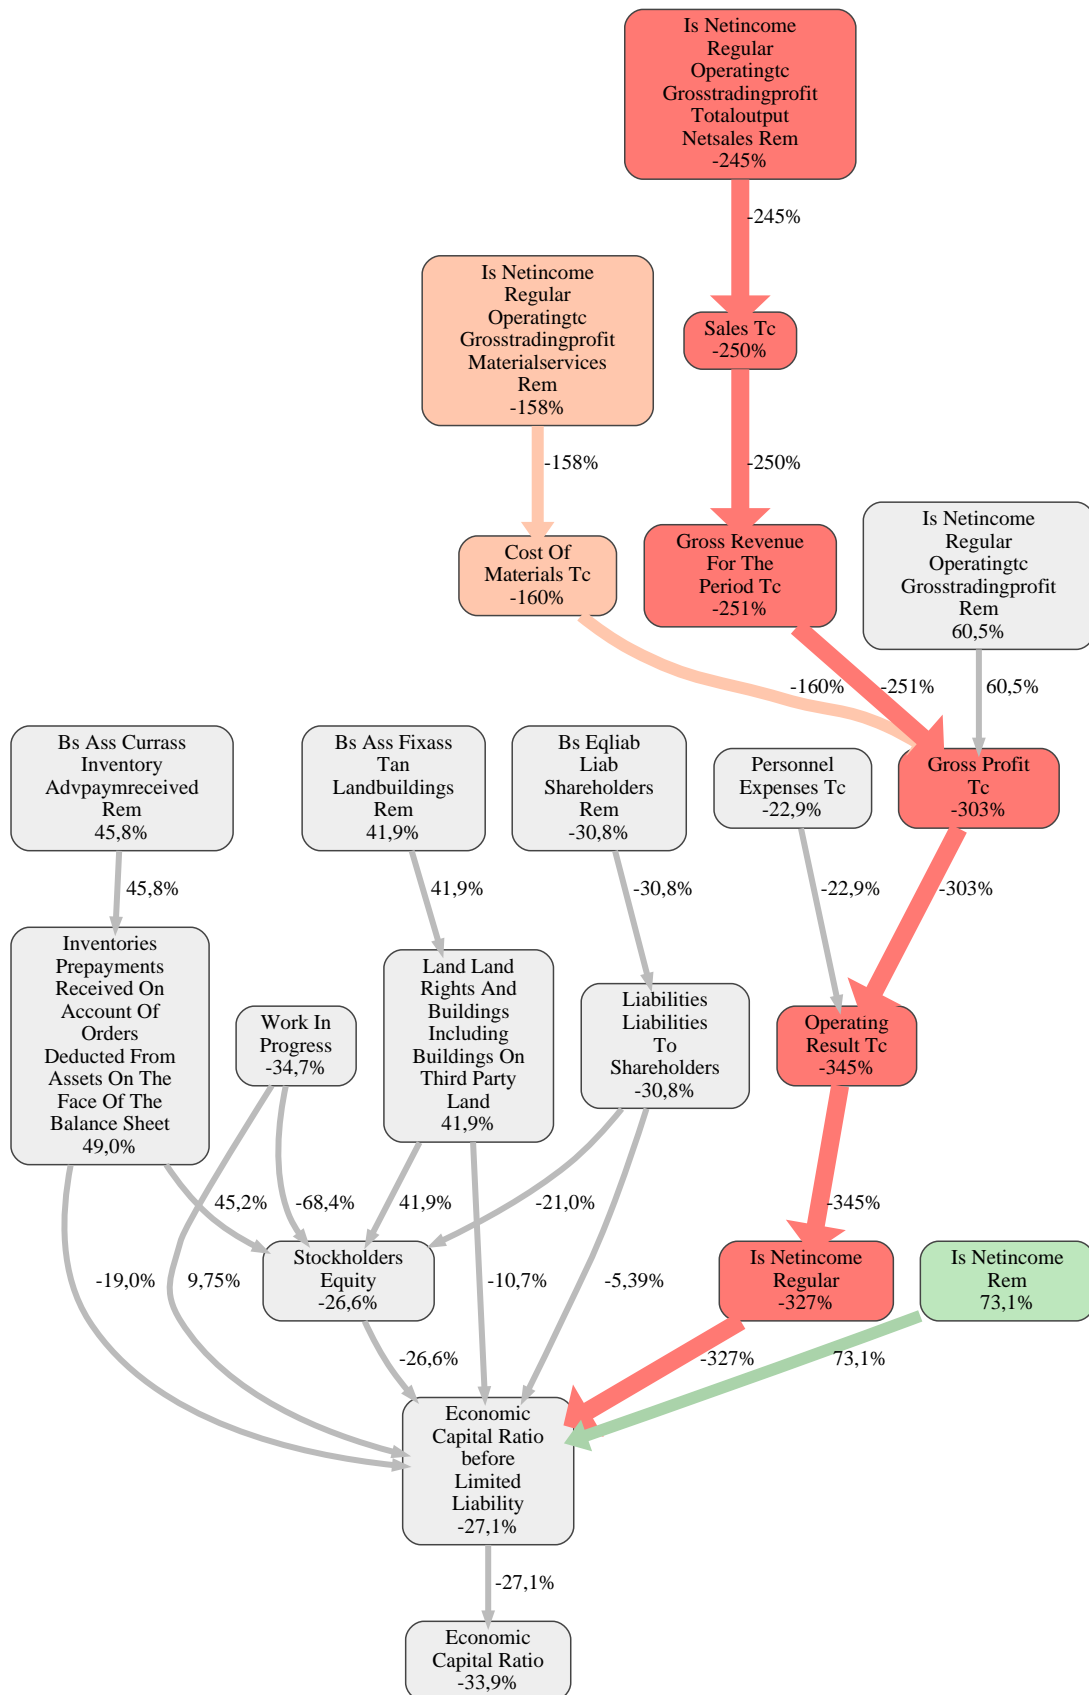 Is Netincome
Regular
Operatingtc
Grosstradingprofit
Totaloutput
Netsales Rem
-245%
-245%
Is Netincome
Regular
Operatingtc
Grosstradingprofit
Materialservices
Rem
-158%
Sales Tc
-250%
-158%
-250%
Is Netincome
Regular
Operatingtc
Grosstradingprofit
Rem
60,5%
Cost Of
Materials Tc
-160%
Gross Revenue
For The
Period Tc
-251%
-160%
-251%
60,5%
Bs Ass Currass
Inventory
Advpaymreceived
Rem
45,8%
Bs Ass Fixass
Tan
Landbuildings
Rem
41,9%
Bs Eqliab
Liab
Shareholders
Rem
-30,8%
Personnel
Expenses Tc
-22,9%
Gross Profit
Tc
-303%
45,8%
41,9%
-30,8%
-22,9%
-303%
Inventories
Prepayments
Received On
Account Of
Orders
Deducted From
Assets On The
Face Of The
Balance Sheet
49,0%
Work In
Progress
-34,7%
Land Land
Rights And
Buildings
Including
Buildings On
Third Party
Land
41,9%
Liabilities
Liabilities
To
Shareholders
-30,8%
Operating
Result Tc
-345%
45,2%
-68,4%
41,9%
-21,0%
-345%
Stockholders
Equity
-26,6%
Is Netincome
Regular
-327%
Is Netincome
Rem
73,1%
-19,0%
9,75%
-10,7%
-5,39%
-26,6%
-327%
73,1%
Economic
Capital Ratio
before
Limited
Liability
-27,1%
-27,1%
Economic
Capital Ratio
-33,9%